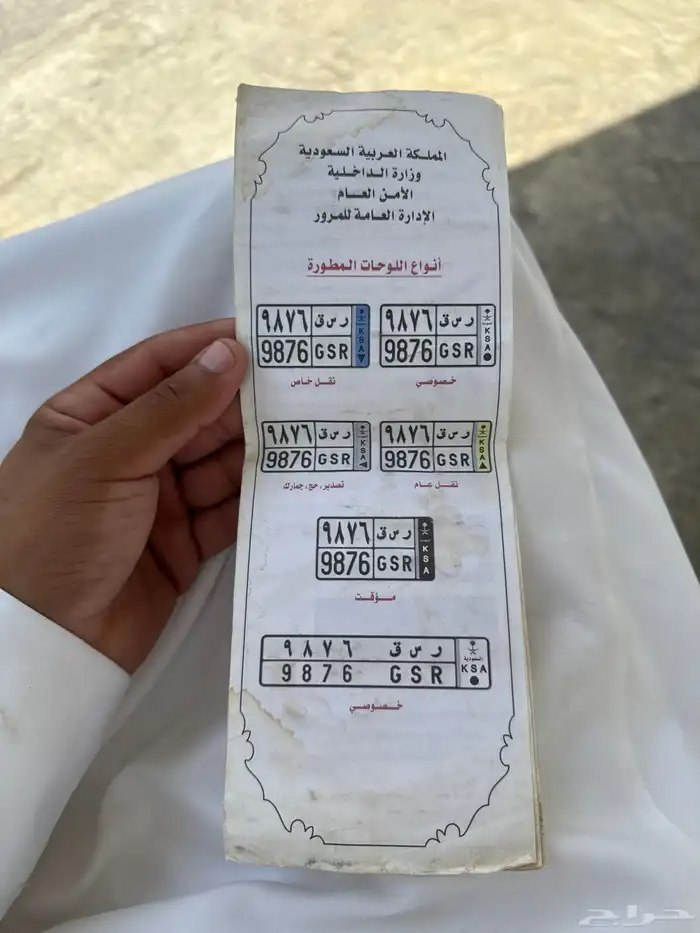 المملكة العربية السعودية
وزارة الداخلية
الأمن العام
الإدارة العامة للمرور
أنواع اللوحات المطورة
٩٨٧٦ ر س ق
9876 GSR KSA
خصوصي
٩٨٧٦ ر س ق
9876 GSR KSA
نقل خاص
٩٨٧٦ ر س ق
9876 GSR KSA
نقل عام
٩٨٧٦ ر س ق
9876 GSR KSA
تصدير، حج، جمارك
٩٨٧٦ ر س ق
9876 GSR KSA
مؤقت
٩٨٧٦ ر س ق السعودية
9876 GSR KSA
خصوصي
حراج